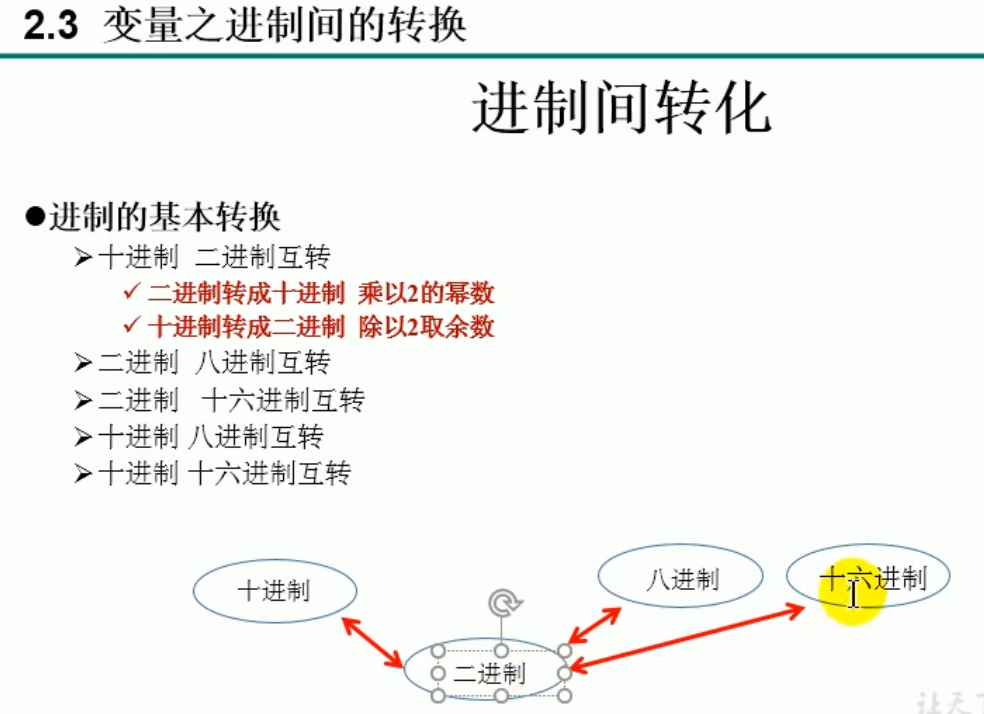 2.3 变量之进制间的转换
进制间转化
●进制的基本转换
➢十进制 二进制互转
✓二进制转成十进制 乘以2的幂数
✓十进制转成二进制 除以2取余数
➢二进制 八进制互转
➢二进制 十六进制互转
➢十进制 八进制互转
➢十进制 十六进制互转
十进制
八进制
十六进制
二进制
让天